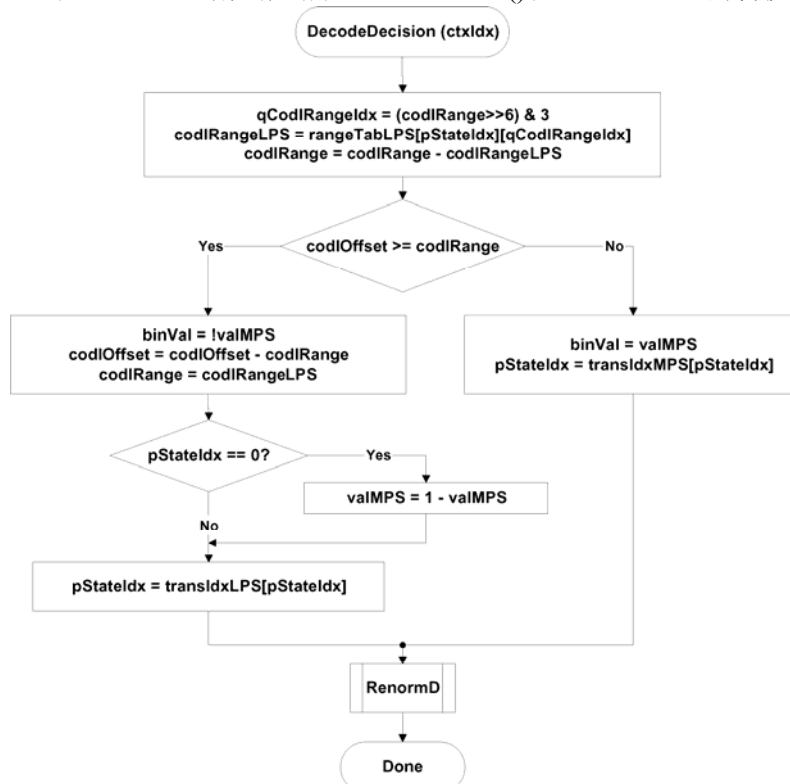 DecodeDecision (ctxIdx)
qCodIRangeIdx = (codIRange>>6) & 3
codIRangeLPS = rangeTabLPS[pStateIdx][qCodIRangeIdx]
codIRange = codIRange - codIRangeLPS
codIOffset >= codIRange
Yes
No
binVal = !valMPS
codIOffset = codIOffset - codIRange
codIRange = codIRangeLPS
binVal = valMPS
pStateIdx = transIdxMPS[pStateIdx]
pStateIdx == 0?
Yes
valMPS = 1 - valMPS
No
pStateIdx = transIdxLPS[pStateIdx]
RenormD
Done